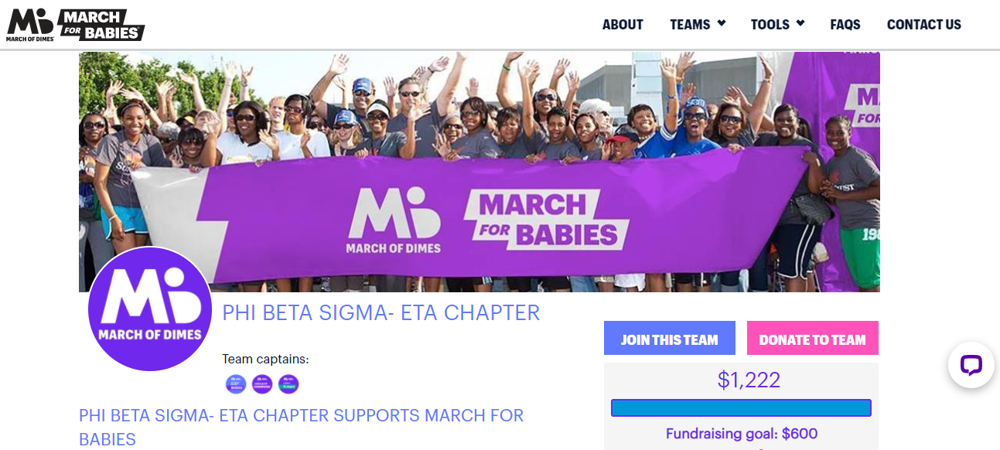 MARCH OF DIMES
MARCH
FOR BABIES
ABOUT
TEAMS
TOOLS
FAQS
CONTACT US
MARCH OF DIMES
MARCH
FOR BABIES
MARCH OF DIMES
PHI BETA SIGMA- ETA CHAPTER
Team captains:
PHI BETA SIGMA- ETA CHAPTER SUPPORTS MARCH FOR
BABIES
JOIN THIS TEAM
DONATE TO TEAM
$1,222
Fundraising goal: $600